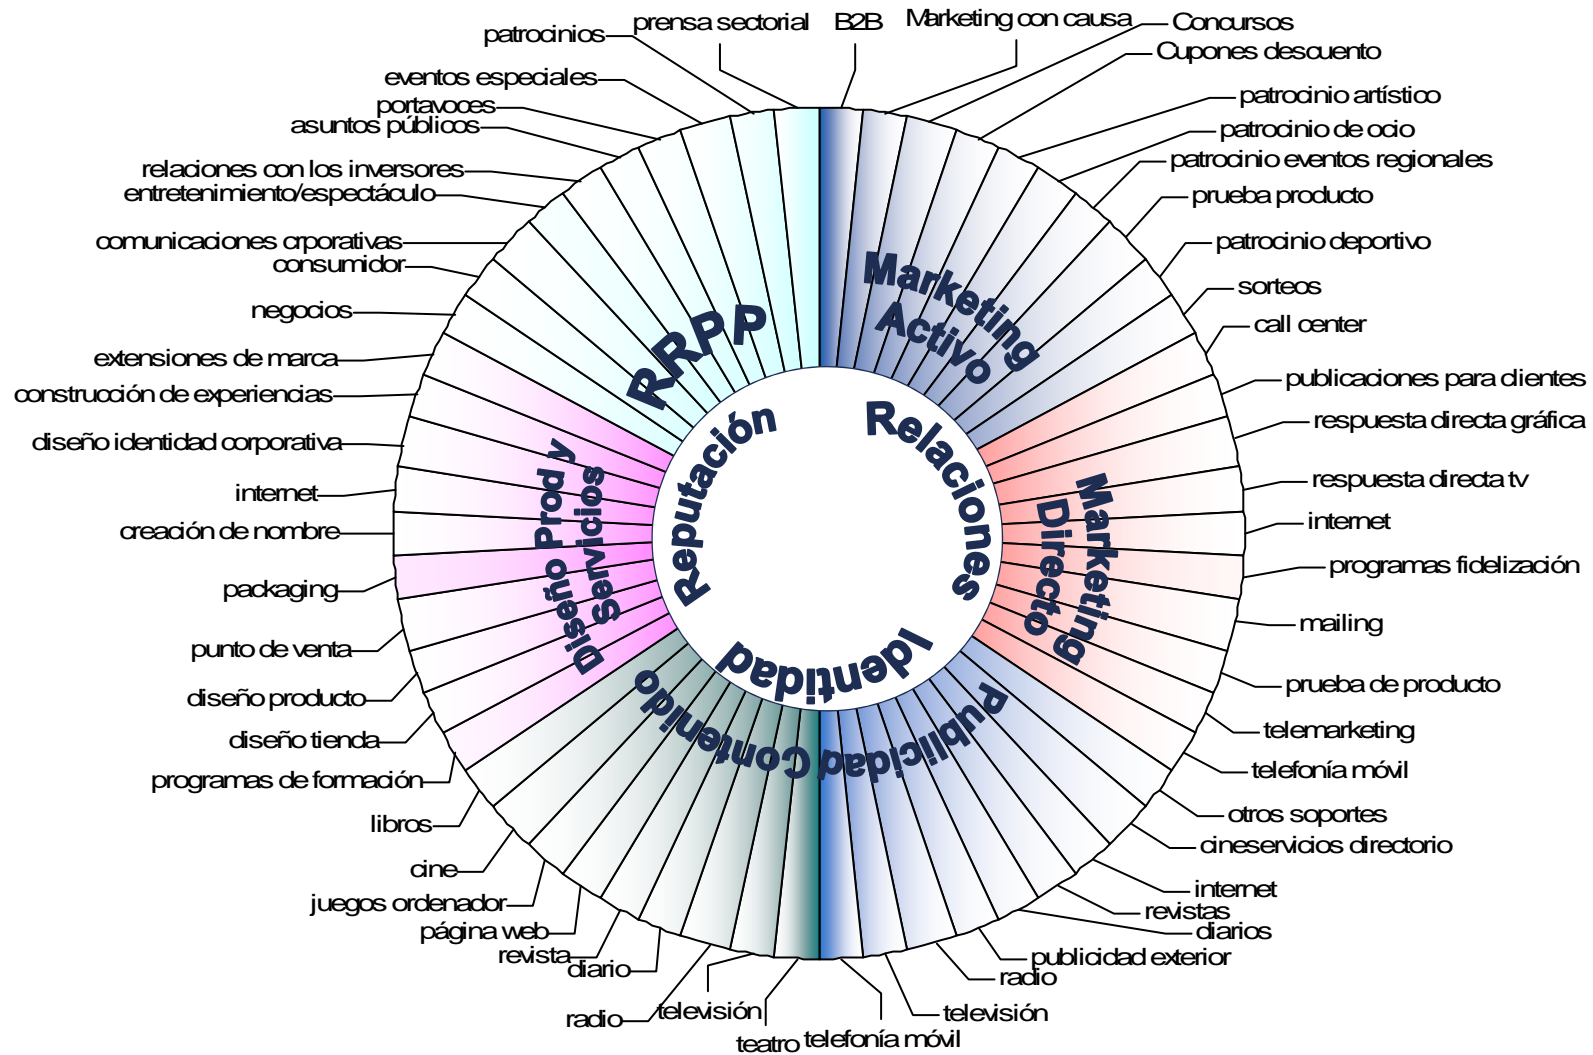 prensa sectorial
B2B
Marketing con causa
Concursos
Cupones descuento
patrocinio artístico
patrocinio de ocio
patrocinio eventos regionales
prueba producto
patrocinio deportivo
sorteos
call center
publicaciones para clientes
respuesta directa gráfica
respuesta directa tv
internet
programas fidelización
mailing
prueba de producto
telemarketing
telefonía móvil
otros soportes
cineservicios directorio
internet
revistas
diarios
publicidad exterior
radio
televisión
telefonía móvil
teatro
televisión
radio
diario
revista
página web
juegos ordenador
cine
libros
programas de formación
diseño tienda
diseño producto
punto de venta
packaging
creación de nombre
internet
diseño identidad corporativa
construcción de experiencias
extensiones de marca
negocios
consumidor
comunicaciones crporativas
entretenimiento/espectáculo
relaciones con los inversores
asuntos públicos
portavoces
eventos especiales
patrocinios
RRPP
Marketing
Activo
Marketing
Directo
Publicidad
Contenido
Diseño Prod y
Servicios
Reputación
Relaciones
Identidad